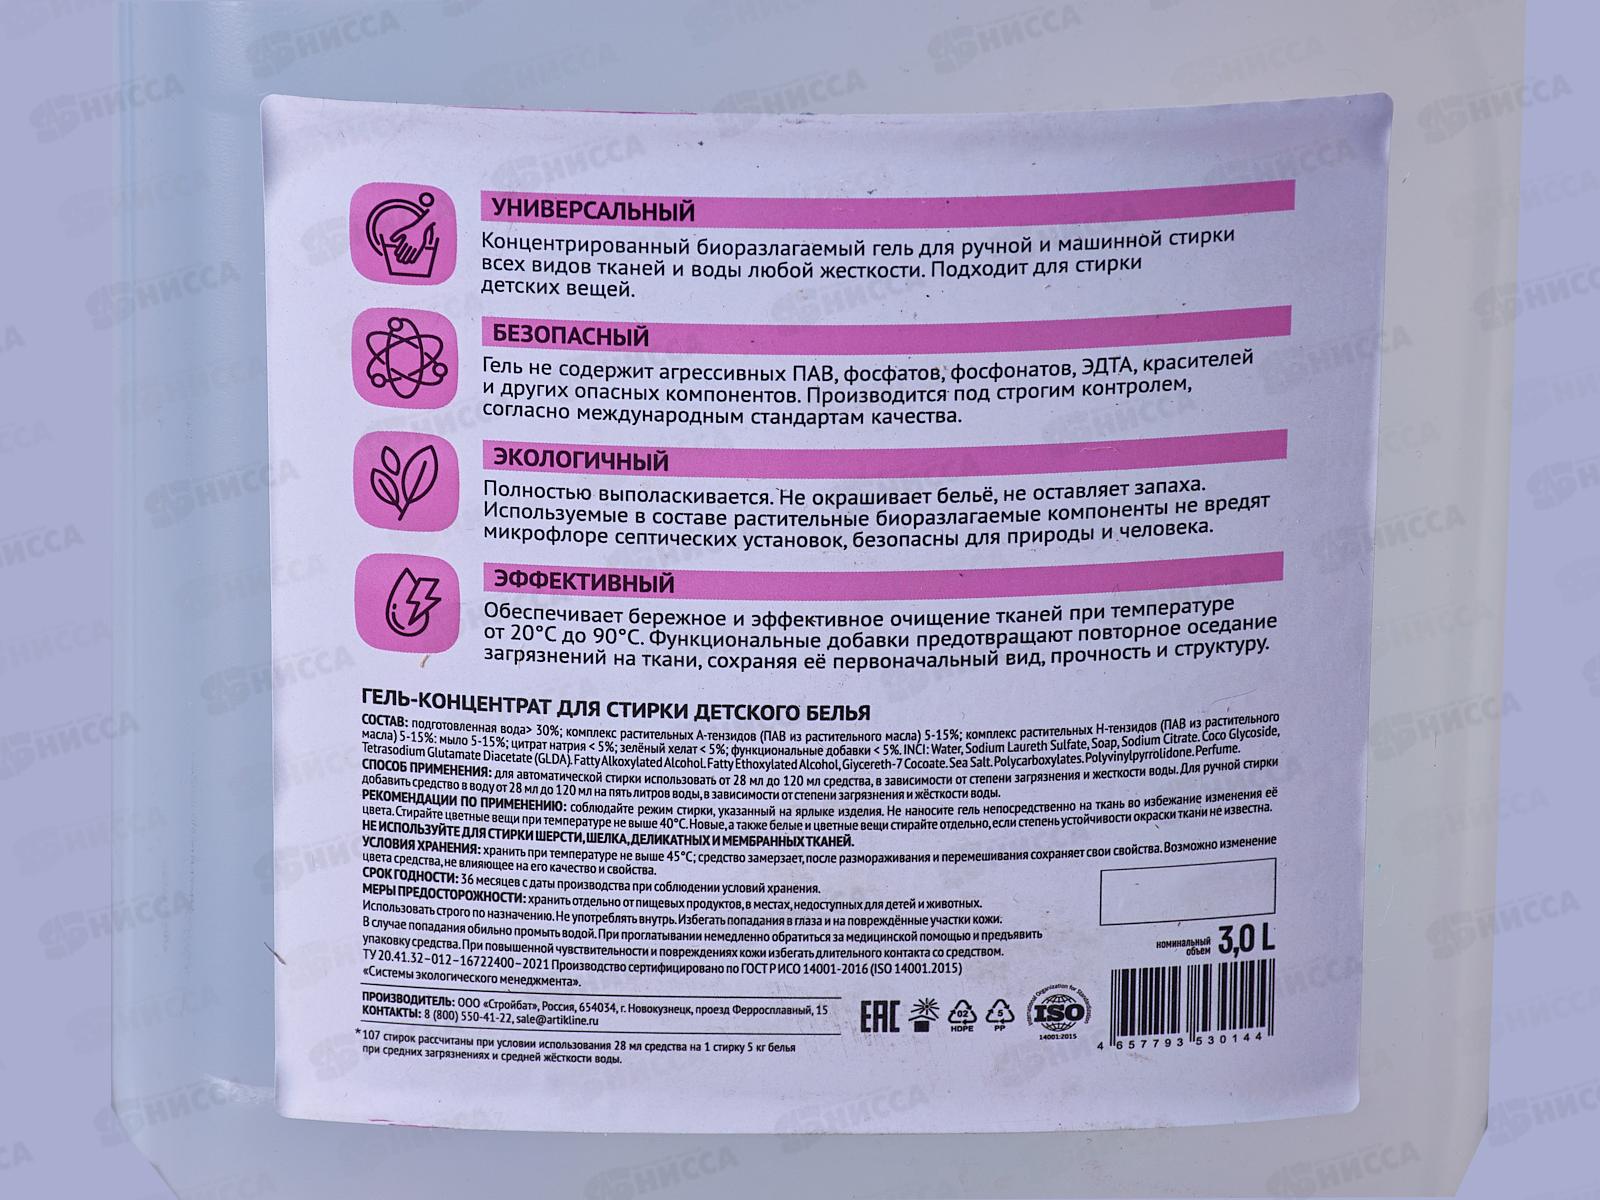 УНИВЕРСАЛЬНЫЙ
Концентрированный биоразлагаемый гель для ручной и машинной стирки
всех видов тканей и воды любой жесткости. Подходит для стирки
детских вещей.
БЕЗОПАСНЫЙ
Гель не содержит агрессивных ПАВ, фосфатов, фосфонатов, ЭДТА, красителей
и других опасных компонентов. Производится под строгим контролем,
согласно международным стандартам качества.
ЭКОЛОГИЧНЫЙ
Полностью выполаскивается. Не окрашивает бельё, не оставляет запаха.
Используемые в составе растительные биоразлагаемые компоненты не вредят
микрофлоре септических установок, безопасны для природы и человека.
ЭФФЕКТИВНЫЙ
Обеспечивает бережное и эффективное очищение тканей при температуре
от 20°С до 90°С. Функциональные добавки предотвращают повторное оседание
загрязнений на ткани, сохраняя её первоначальный вид, прочность и структуру.
ГЕЛЬ-КОНЦЕНТРАТ ДЛЯ СТИРКИ ДЕТСКОГО БЕЛЬЯ
СОСТАВ: подготовленная вода> 30%; комплекс растительных А-тензидов (ПАВ из растительного масла) 5-15%; комплекс растительных Н-тензидов (ПАВ из растительного
масла) 5-15%: мыло 5-15%; цитрат натрия < 5%; зелёный хелат < 5%; функциональные добавки < 5%. INCI: Water, Sodium Laureth Sulfate, Soap, Sodium Citrate. Coco Glycoside,
Tetrasodium Glutamate Diacetate (GLDA). Fatty Alkoxylated Alcohol. Fatty Ethoxylated Alcohol, Giycereth-7 Cocoate. Sea Salt. Polycarboxylates. Polyvinylpyrrolidone. Perfume.
СПОСОБ ПРИМЕНЕНИЯ: для автоматической стирки использовать от 28 мл до 120 мл средства, в зависимости от степени загрязнения и жесткости воды. Для ручной стирки
добавить средство в воду от 28 мл до 120 мл на пять литров воды, в зависимости от степени загрязнения и жёсткости воды.
РЕКОМЕНДАЦИИ ПО ПРИМЕНЕНИЮ: соблюдайте режим стирки, указанный на ярлыке изделия. Не наносите гель непосредственно на ткань во избежание изменения её
цвета. Стирайте цветные вещи при температуре не выше 40°С. Новые, а также белые и цветные вещи стирайте отдельно, если степень устойчивости окраски ткани не известна.
НЕ ИСПОЛЬЗУЙТЕ ДЛЯ СТИРКИ ШЕРСТИ, ШЕЛКА, ДЕЛИКАТНЫХ И МЕМБРАННЫХ ТКАНЕЙ.
УСЛОВИЯ ХРАНЕНИЯ: хранить при температуре не выше 45°С; средство замерзает, после размораживания и перемешивания сохраняет свои свойства. Возможно изменение
цвета средства, не влияющее на его качество и свойства.
СРОК ГОДНОСТИ: 36 месяцев с даты производства при соблюдении условий хранения.
МЕРЫ ПРЕДОСТОРОЖНОСТИ: хранить отдельно от пищевых продуктов, в местах, недоступных для детей и животных.
Использовать строго по назначению. Не употреблять внутрь. Избегать попадания в глаза и на повреждённые участки кожи.
В случае попадания обильно промыть водой. При проглатывании немедленно обратиться за медицинской помощью и предъявить
упаковку средства. При повышенной чувствительности и повреждениях кожи избегать длительного контакта со средством.
ТУ 20.41.32-012-16722400-2021 Производство сертифицировано по ГОСТ Р ИСО 14001-2016 (ISO 14001.2015)
«Системы экологического менеджмента».
номинальный
объем 3,0 L
ПРОИЗВОДИТЕЛЬ: ООО «Стройбат», Россия, 654034, г. Новокузнецк, проезд Ферросплавный, 15
КОНТАКТЫ: 8 (800) 550-41-22, sale@artikline.ru
*107 стирок рассчитаны при условии использования 28 мл средства на 1 стирку 5 кг белья
при средних загрязнениях и средней жёсткости воды.
EAC
02
HDPE
5
PP
International Organization for Standardization
ISO
14001:2015
4 657793 530144
НИССА